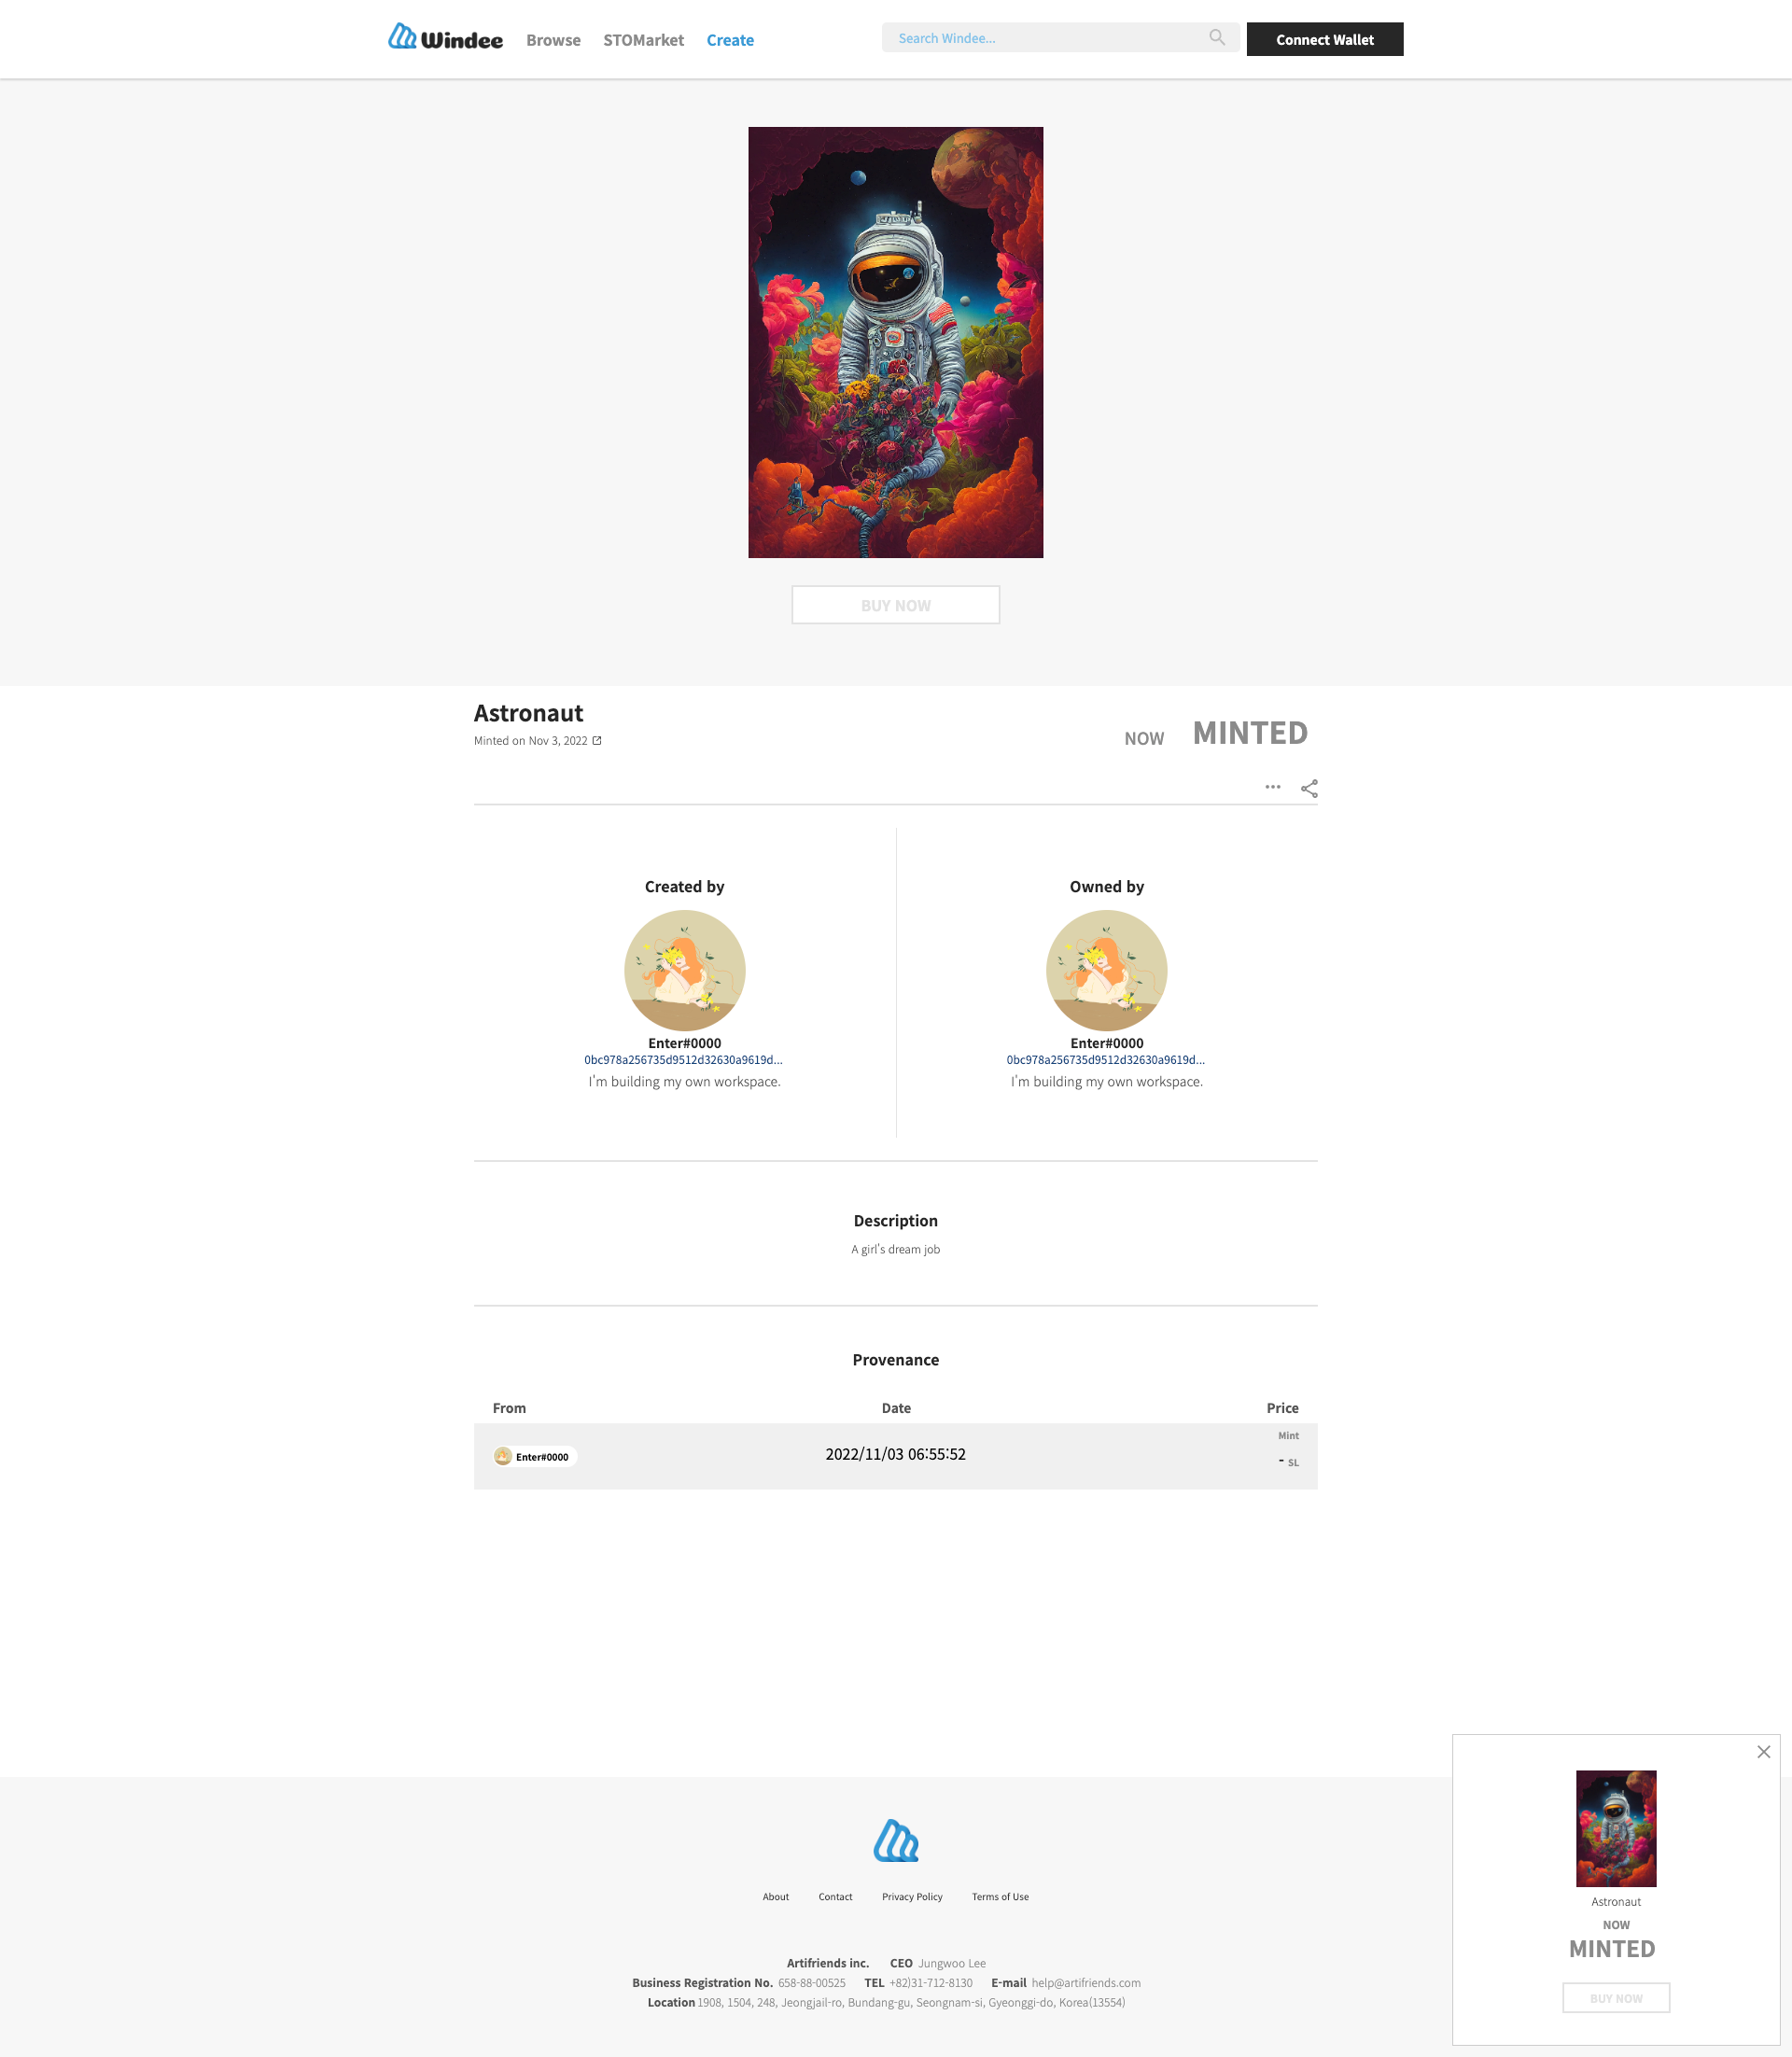 Windee Browse STOMarket Create Search Windee... Connect Wallet
BUY NOW
Astronaut
Minted on Nov 3, 2022
NOW MINTED
Created by
Enter#0000
0bc978a256735d9512d32630a9619d...
I'm building my own workspace.
Owned by
Enter#0000
0bc978a256735d9512d32630a9619d...
I'm building my own workspace.
Description
A girl's dream job
Provenance
From Date Price
Enter#0000 2022/11/03 06:55:52 Mint
- SL
About Contact Privacy Policy Terms of Use
Artifriends inc. CEO Jungwoo Lee
Business Registration No. 658-88-00525 TEL +82)31-712-8130 E-mail help@artifriends.com
Location 1908, 1504, 248, Jeongjail-ro, Bundang-gu, Seongnam-si, Gyeonggi-do, Korea(13554)
Astronaut
NOW
MINTED
BUY NOW